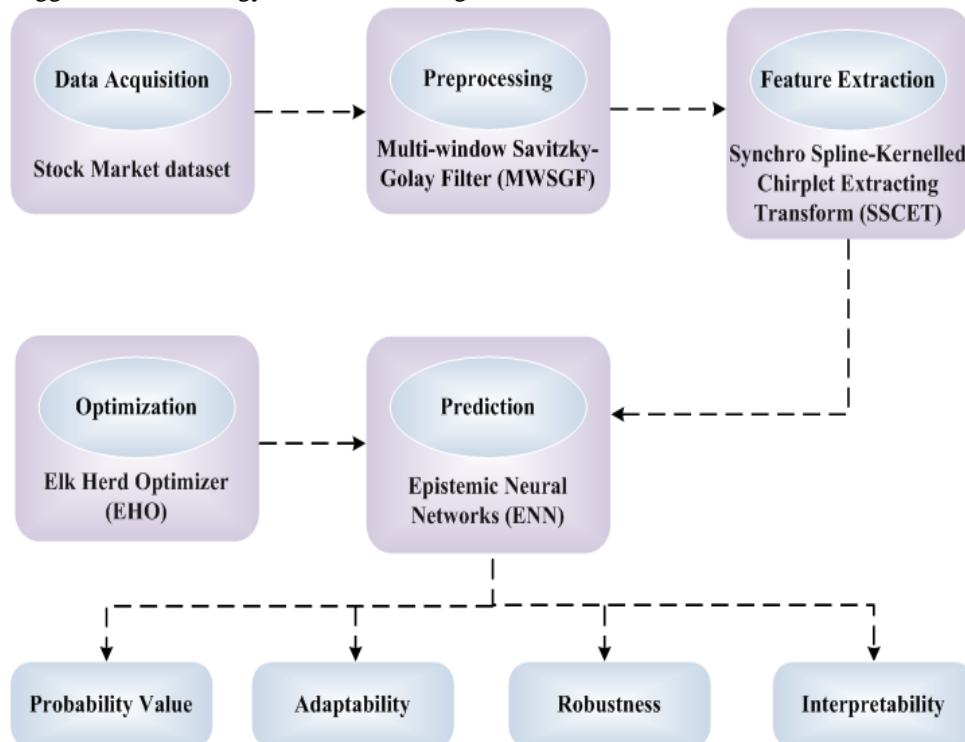 Data Acquisition
Stock Market dataset
Preprocessing
Multi-window Savitzky-
Golay Filter (MWSGF)
Feature Extraction
Synchro Spline-Kernelled
Chirplet Extracting
Transform (SSCET)
Optimization
Elk Herd Optimizer
(EHO)
Prediction
Epistemic Neural
Networks (ENN)
Probability Value
Adaptability
Robustness
Interpretability